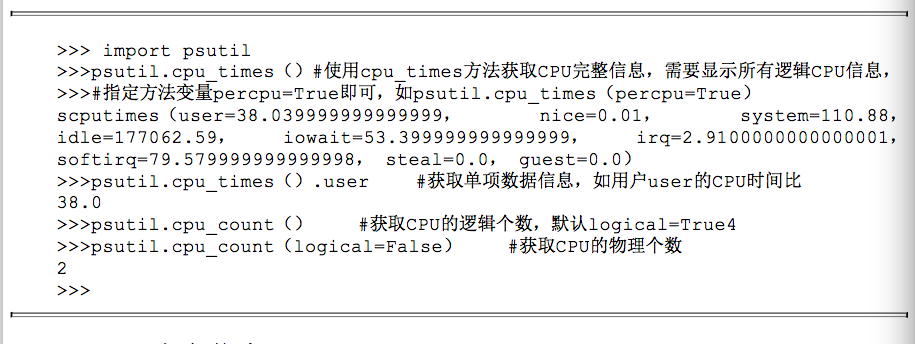 >>> import psutil
>>>psutil.cpu_times（）#使用cpu_times方法获取CPU完整信息，需要显示所有逻辑CPU信息，
>>>#指定方法变量percpu=True即可，如psutil.cpu_times（percpu=True）
scputimes（user=38.039999999999999， nice=0.01， system=110.88，
idle=177062.59， iowait=53.399999999999999， irq=2.9100000000000001，
softirq=79.579999999999998， steal=0.0， guest=0.0）
>>>psutil.cpu_times（）.user #获取单项数据信息，如用户user的CPU时间比
38.0
>>>psutil.cpu_count（） #获取CPU的逻辑个数，默认logical=True4
>>>psutil.cpu_count（logical=False） #获取CPU的物理个数
2
>>>